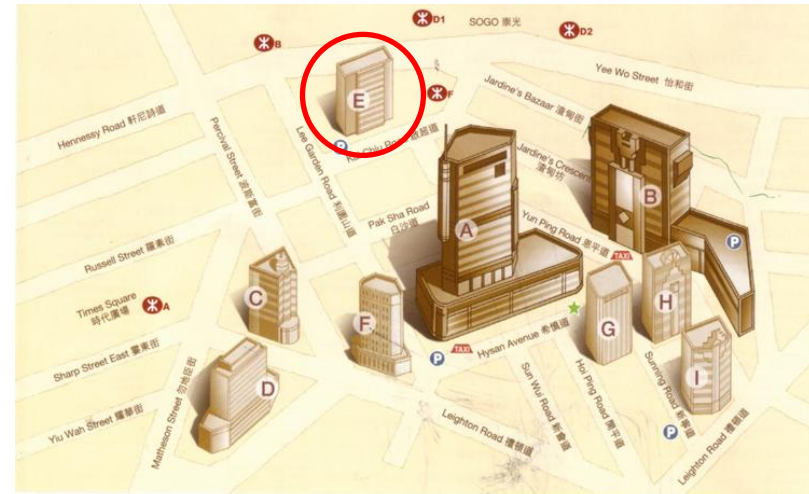 D1
SOGO 崇光
D2
B
Yee Wo Street 怡和街
E
F
Jardine's Bazaar 渣甸街
Hennessy Road 軒尼詩道
Percival Street 波斯富街
Lee Garden Road 利園山道
P
Kai Chiu Road 啟超道
Jardine's Crescent
渣甸坊
B
Pak Sha Road
白沙道
A
Yun Ping Road 恩平道
TAXI
P
Russell Street 羅素街
Times Square
時代廣場
A
C
F
H
G
Sharp Street East 霎東街
Matheson Street 勿地臣街
D
P
TAXI
Hysan Avenue 希慎道
I
Yiu Wah Street 耀華街
Leighton Road 禮頓道
Sun Wui Road 新會道
Hoi Ping Road 開平道
Sunning Road 新寧道
P
Leighton Road 禮頓道